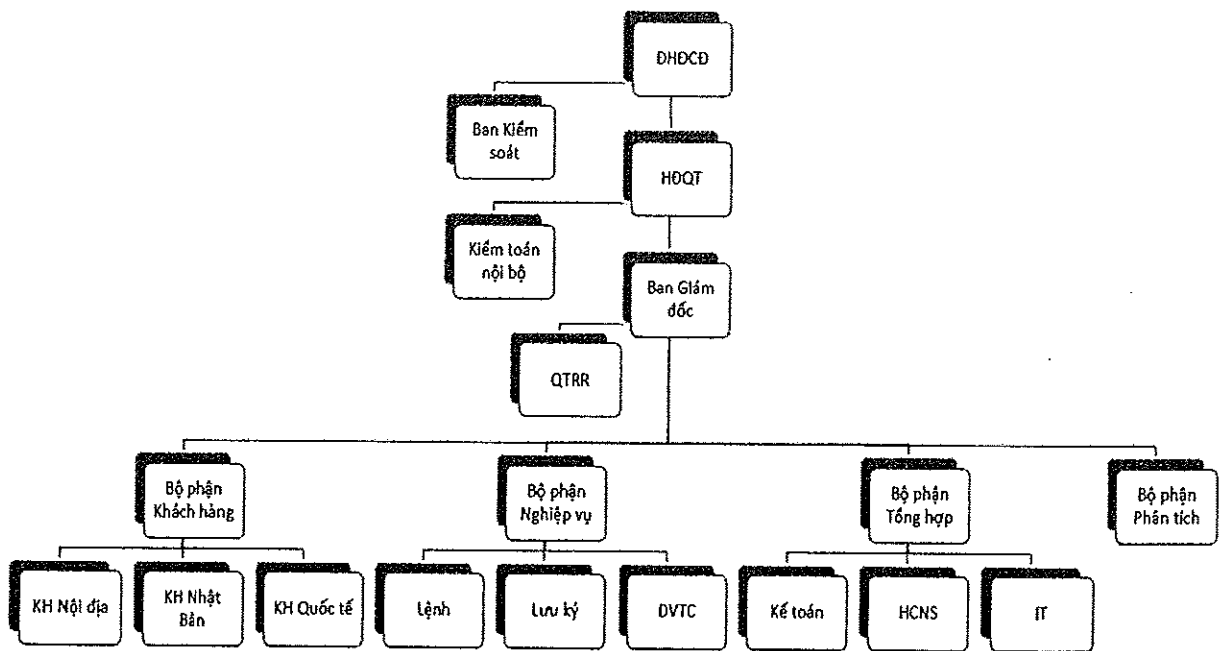 ĐHĐCĐ
Ban Kiểm
soát
HĐQT
Kiểm toán
nội bộ
Ban Giám
đốc
QTRR
Bộ phận
Khách hàng
Bộ phận
Nghiệp vụ
Bộ phận
Tổng hợp
Bộ phận
Phân tích
KH Nội địa
KH Nhật
Bản
KH Quốc tế
Lệnh
Lưu ký
DVTC
Kế toán
HCNS
IT